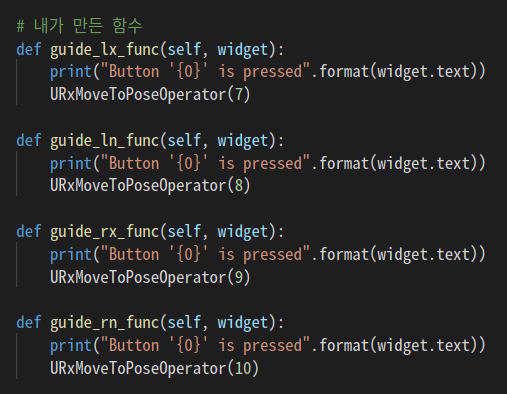 # 내가 만든 함수
def guide_lx_func(self, widget):
    print("Button '{0}' is pressed".format(widget.text))
    URxMoveToPoseOperator(7)

def guide_ln_func(self, widget):
    print("Button '{0}' is pressed".format(widget.text))
    URxMoveToPoseOperator(8)

def guide_rx_func(self, widget):
    print("Button '{0}' is pressed".format(widget.text))
    URxMoveToPoseOperator(9)

def guide_rn_func(self, widget):
    print("Button '{0}' is pressed".format(widget.text))
    URxMoveToPoseOperator(10)